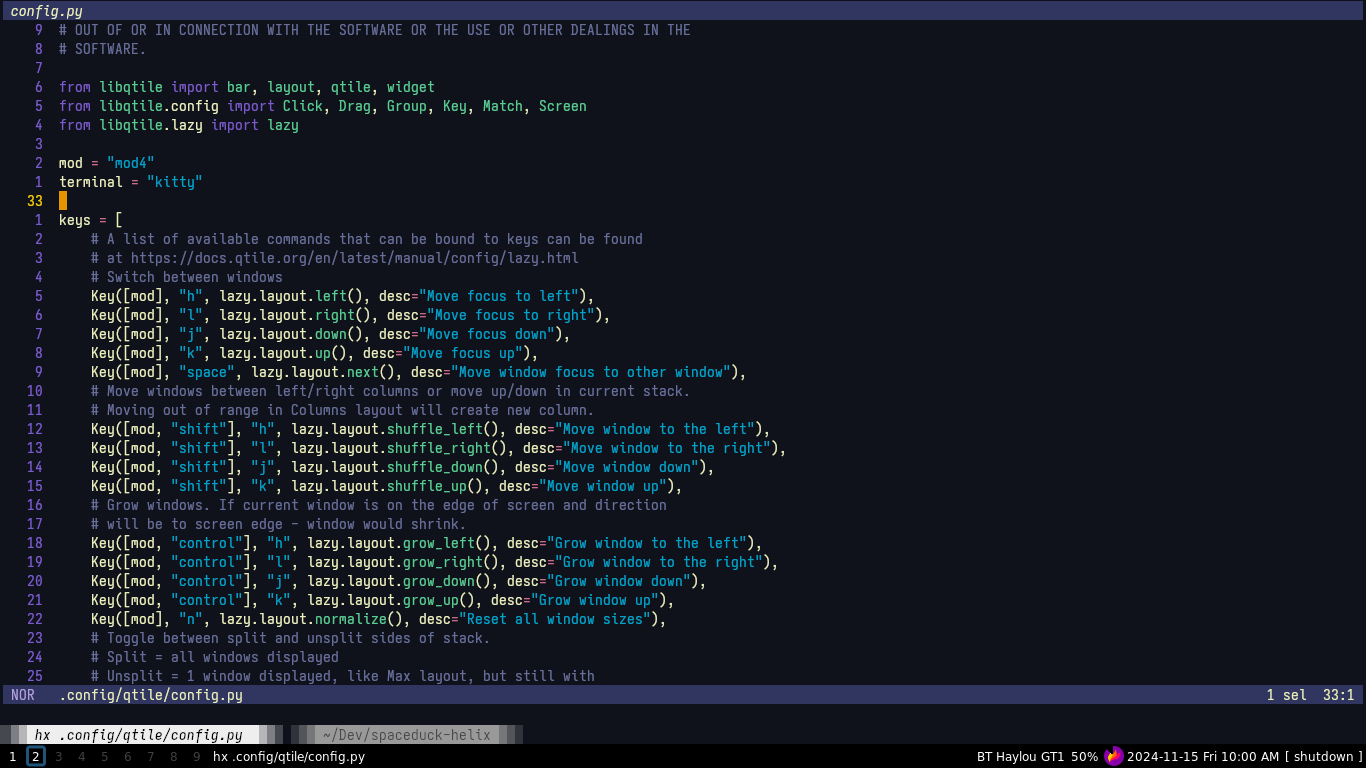 config.py
9 # OUT OF OR IN CONNECTION WITH THE SOFTWARE OR THE USE OR OTHER DEALINGS IN THE
8 # SOFTWARE.
7
6 from libqtile import bar, layout, qtile, widget
5 from libqtile.config import Click, Drag, Group, Key, Match, Screen
4 from libqtile.lazy import lazy
3
2 mod = "mod4"
1 terminal = "kitty"
33
1 keys = [
2     # A list of available commands that can be bound to keys can be found
3     # at https://docs.qtile.org/en/latest/manual/config/lazy.html
4     # Switch between windows
5     Key([mod], "h", lazy.layout.left(), desc="Move focus to left"),
6     Key([mod], "l", lazy.layout.right(), desc="Move focus to right"),
7     Key([mod], "j", lazy.layout.down(), desc="Move focus down"),
8     Key([mod], "k", lazy.layout.up(), desc="Move focus up"),
9     Key([mod], "space", lazy.layout.next(), desc="Move window focus to other window"),
10     # Move windows between left/right columns or move up/down in current stack.
11     # Moving out of range in Columns layout will create new column.
12     Key([mod, "shift"], "h", lazy.layout.shuffle_left(), desc="Move window to the left"),
13     Key([mod, "shift"], "l", lazy.layout.shuffle_right(), desc="Move window to the right"),
14     Key([mod, "shift"], "j", lazy.layout.shuffle_down(), desc="Move window down"),
15     Key([mod, "shift"], "k", lazy.layout.shuffle_up(), desc="Move window up"),
16     # Grow windows. If current window is on the edge of screen and direction
17     # will be to screen edge - window would shrink.
18     Key([mod, "control"], "h", lazy.layout.grow_left(), desc="Grow window to the left"),
19     Key([mod, "control"], "l", lazy.layout.grow_right(), desc="Grow window to the right"),
20     Key([mod, "control"], "j", lazy.layout.grow_down(), desc="Grow window down"),
21     Key([mod, "control"], "k", lazy.layout.grow_up(), desc="Grow window up"),
22     Key([mod], "n", lazy.layout.normalize(), desc="Reset all window sizes"),
23     # Toggle between split and unsplit sides of stack.
24     # Split = all windows displayed
25     # Unsplit = 1 window displayed, like Max layout, but still with
NOR .config/qtile/config.py 1 sel 33:1
hx .config/qtile/config.py ~/Dev/spaceduck-helix
1 2 3 4 5 6 7 8 9 hx .config/qtile/config.py BT Haylou GT1 50% 2024-11-15 Fri 10:00 AM [ shutdown ]